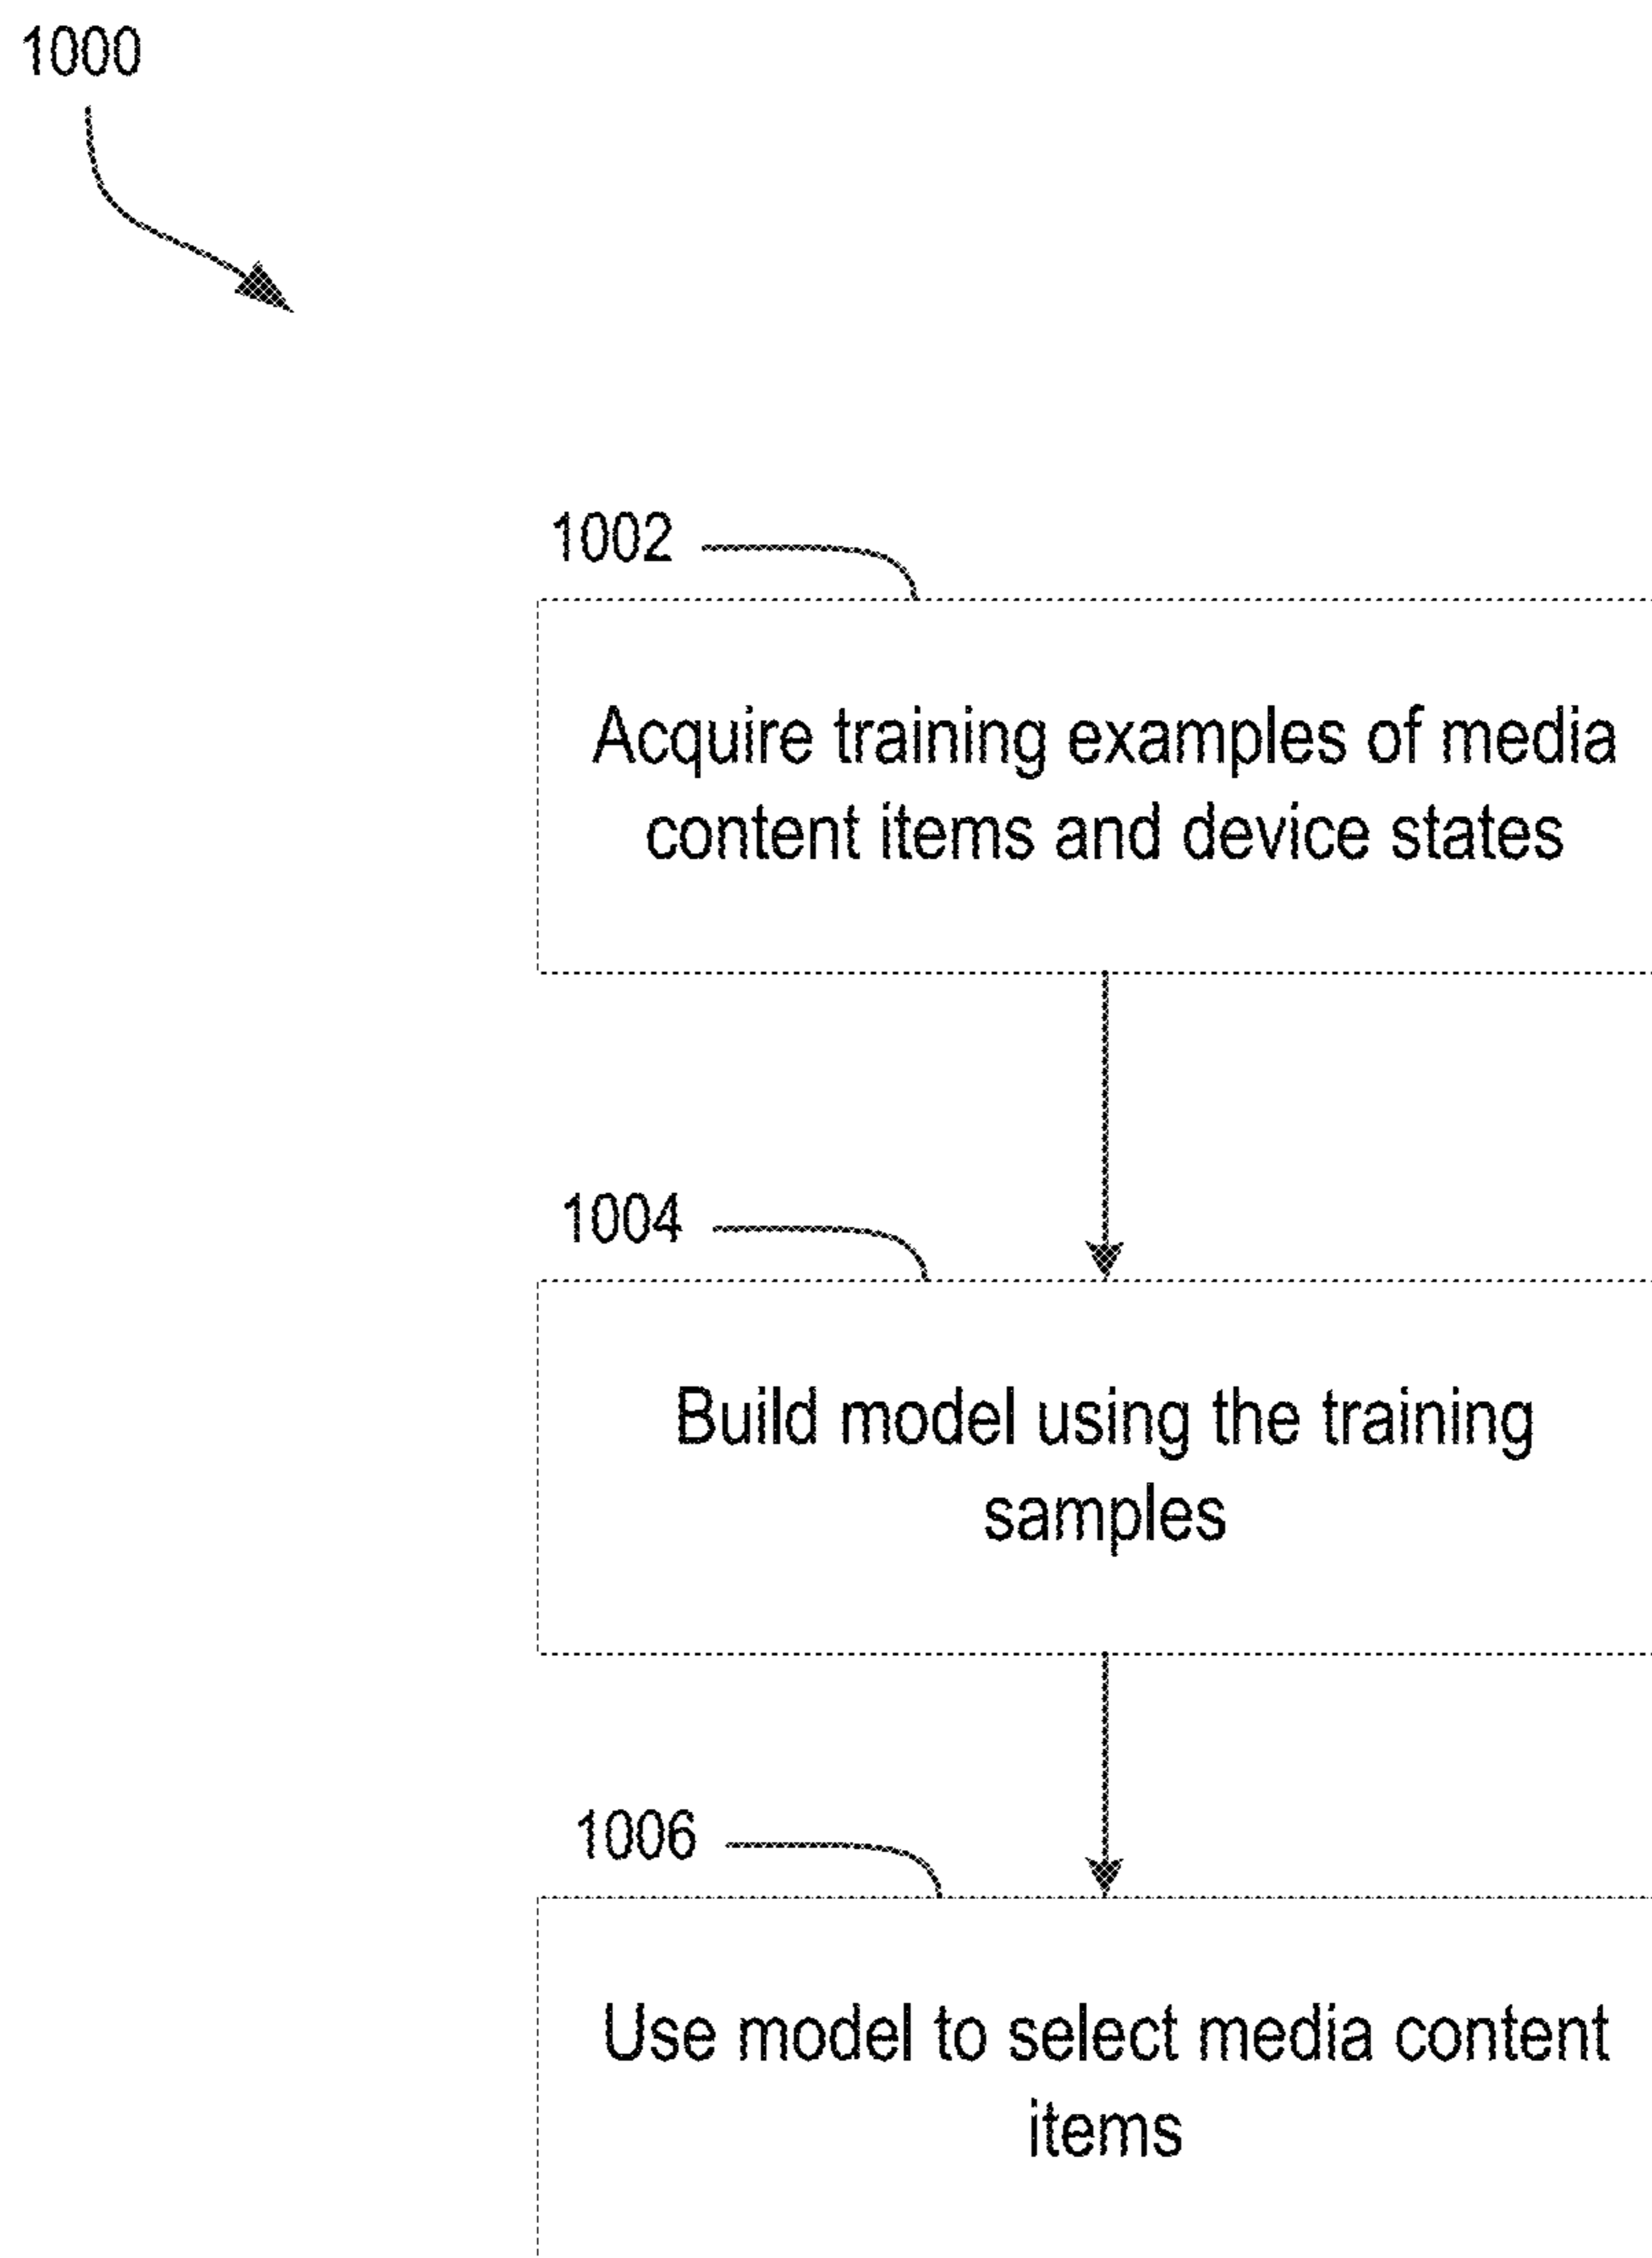 1000
1002
Acquire training examples of media
content items and device states
1004
Build model using the training
samples
1006
Use model to select media content
items